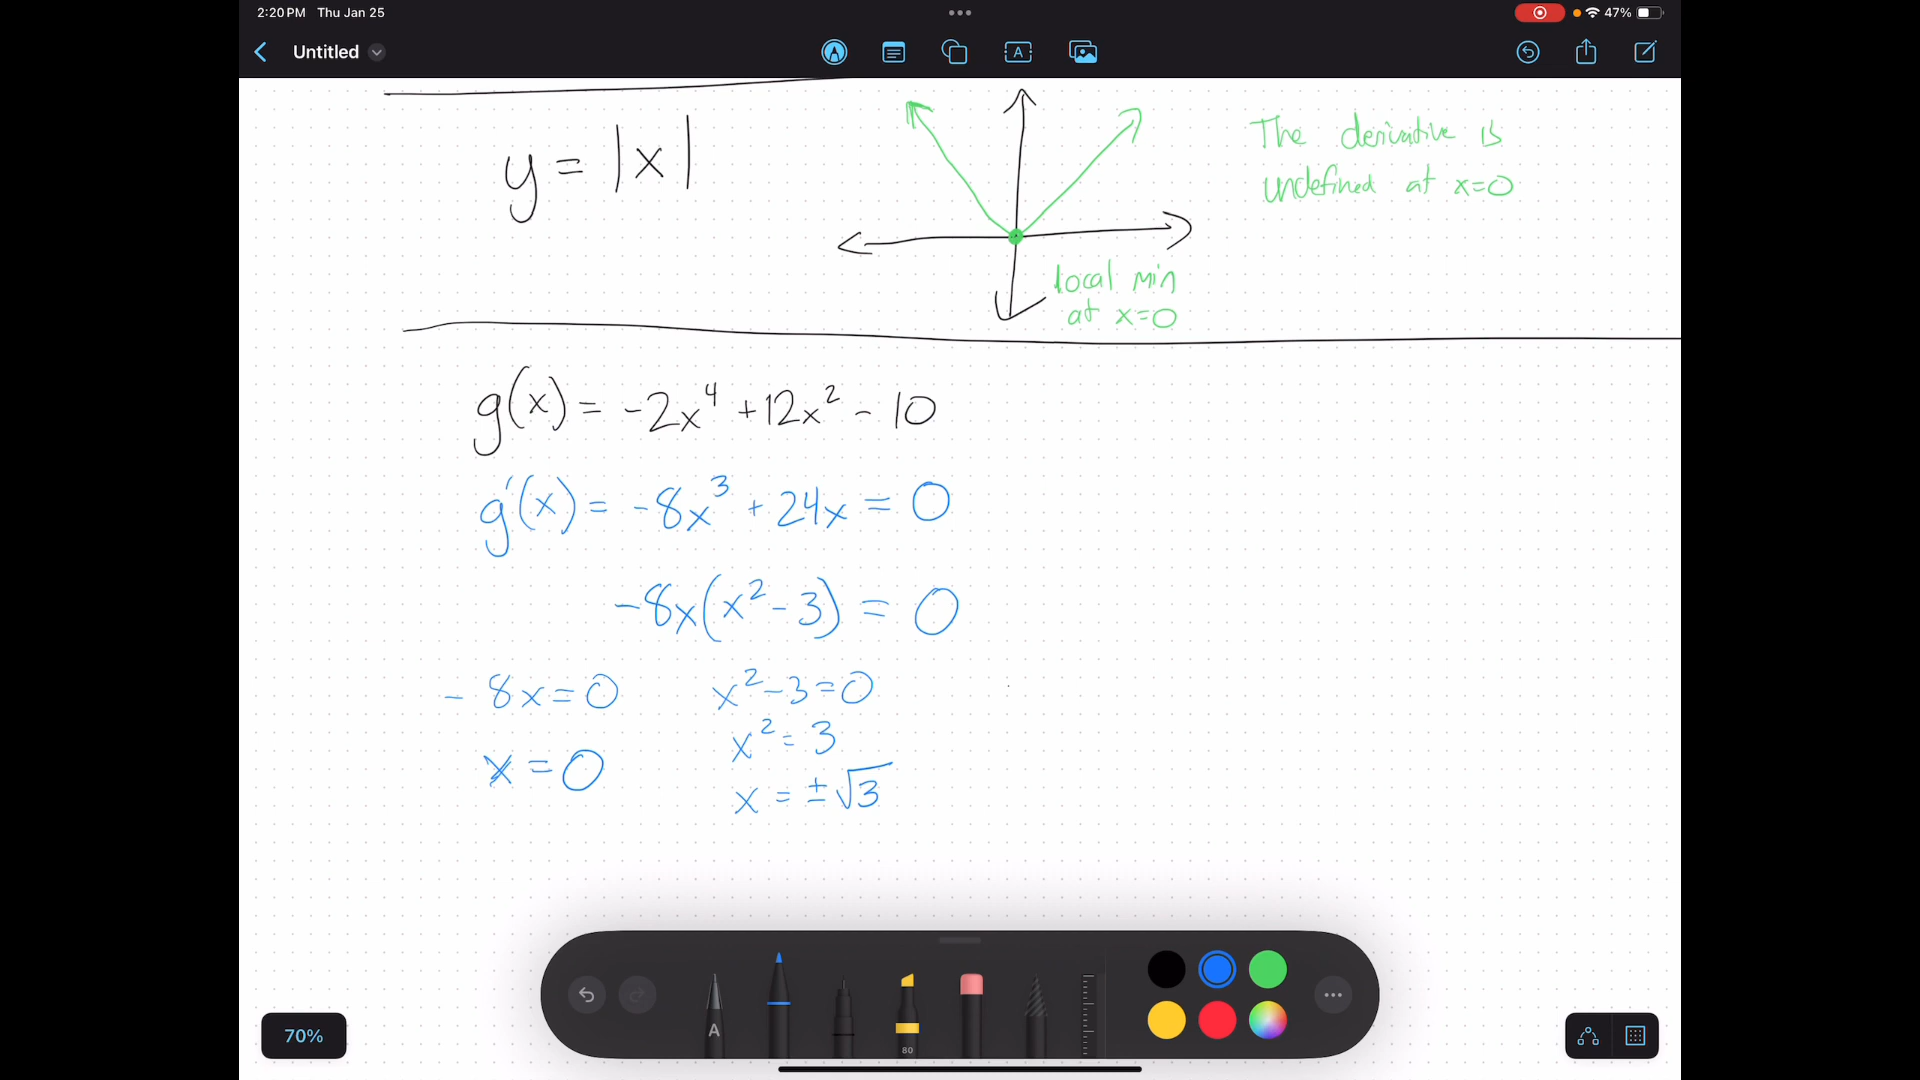 2:20 PM Thu Jan 25
47%
Untitled
A
y = |x|
The derivative is
undefined at x=0
local min
at x=0
g(x) = -2x⁴ +12x² - 10
g'(x) = -8x³ + 24x = 0
-8x(x² - 3) = 0
- 8x = 0
x² - 3 = 0
x² = 3
x = 0
x = ±√3
A
80
70%